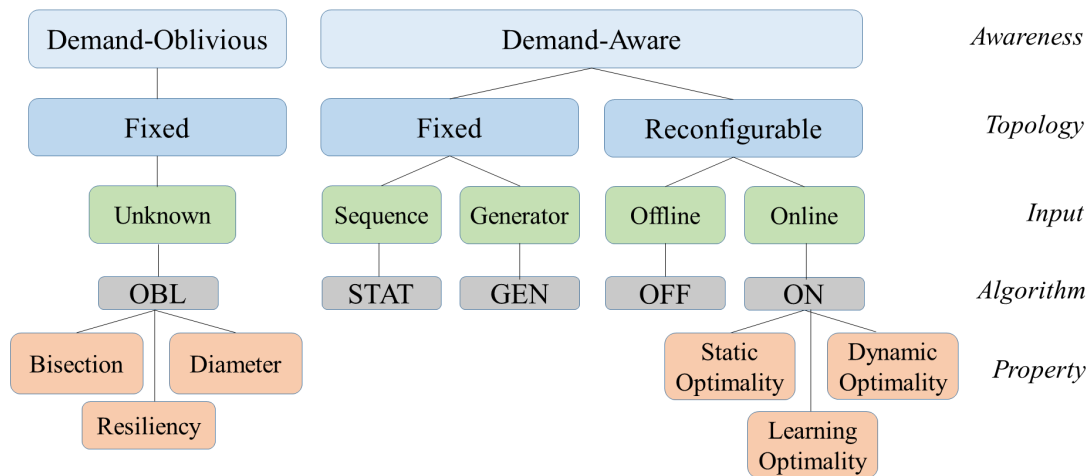 Demand-Oblivious
Demand-Aware
Awareness
Fixed
Fixed
Reconfigurable
Topology
Unknown
Sequence
Generator
Offline
Online
Input
OBL
STAT
GEN
OFF
ON
Algorithm
Bisection
Diameter
Resiliency
Static
Optimality
Dynamic
Optimality
Learning
Optimality
Property